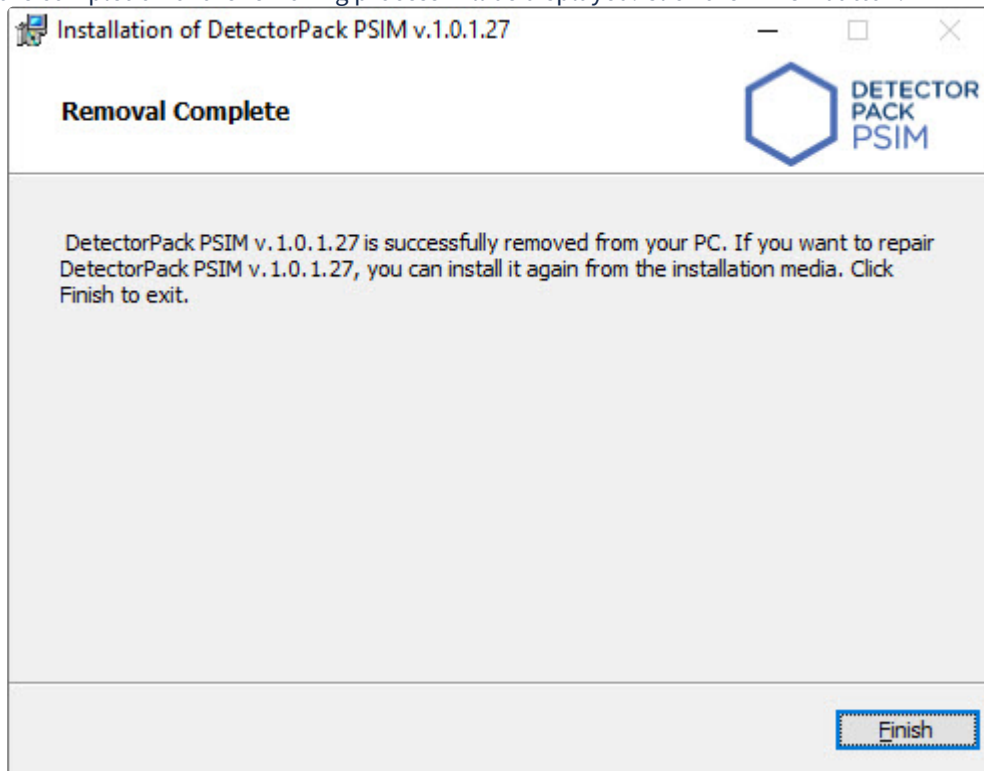 Installation of DetectorPack PSIM v.1.0.1.27
Removal Complete
DETECTOR
PACK
PSIM
DetectorPack PSIM v.1.0.1.27 is successfully removed from your PC. If you want to repair
DetectorPack PSIM v.1.0.1.27, you can install it again from the installation media. Click
Finish to exit.
Finish